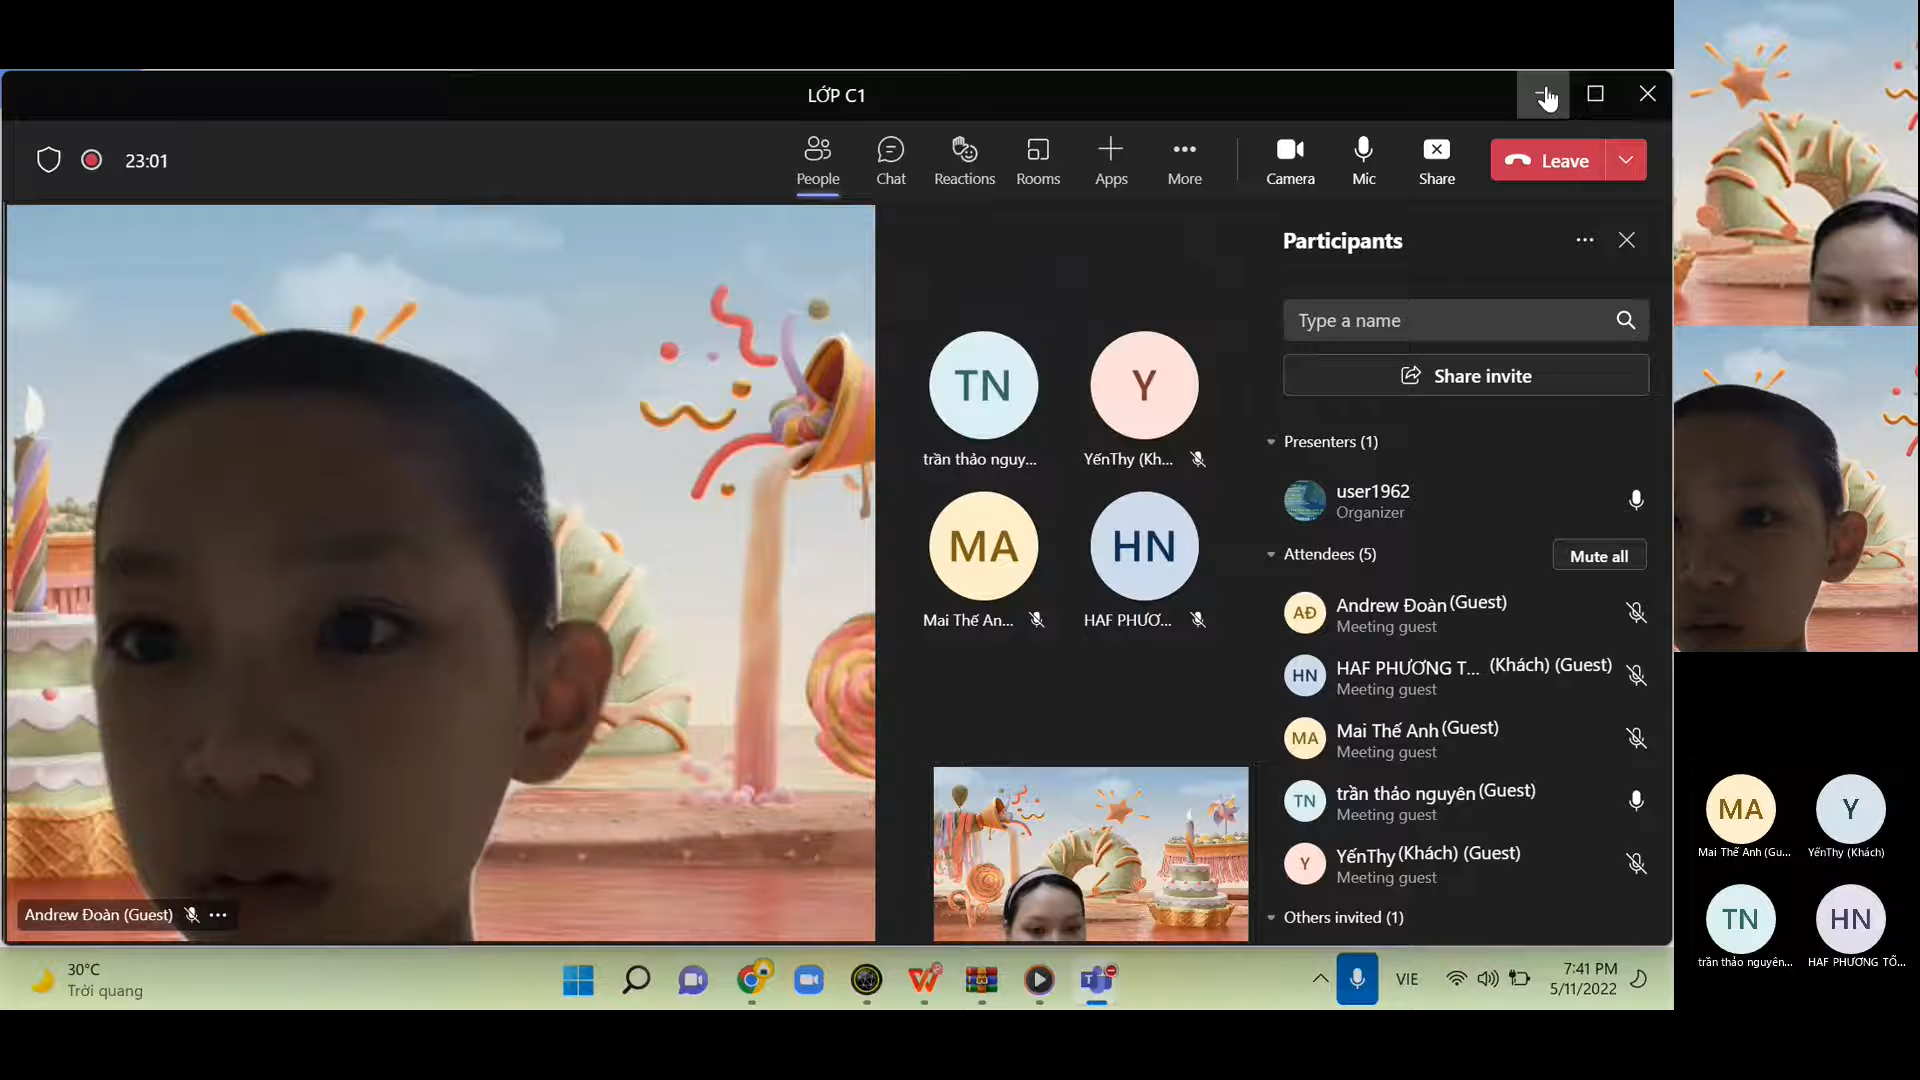 LỚP C1
23:01
People
Chat
Reactions
Rooms
Apps
More
Camera
Mic
Share
Leave
Participants
Type a name
Share invite
Presenters (1)
user1962
Organizer
Attendees (5)
Mute all
AĐ
Andrew Đoàn (Guest)
Meeting guest
HN
HAF PHƯƠNG T... (Khách) (Guest)
Meeting guest
MA
Mai Thế Anh (Guest)
Meeting guest
TN
trần thảo nguyên (Guest)
Meeting guest
Y
YếnThy (Khách) (Guest)
Meeting guest
Others invited (1)
TN
trần thảo nguy...
Y
YếnThy (Kh...
MA
Mai Thế An...
HN
HAF PHƯƠ...
Andrew Đoàn (Guest)
MA
Mai Thế Anh (Gu...
Y
YếnThy (Khách)
TN
trần thảo nguyên...
HN
HAF PHƯƠNG TỐ...
30°C
Trời quang
VIE
7:41 PM
5/11/2022